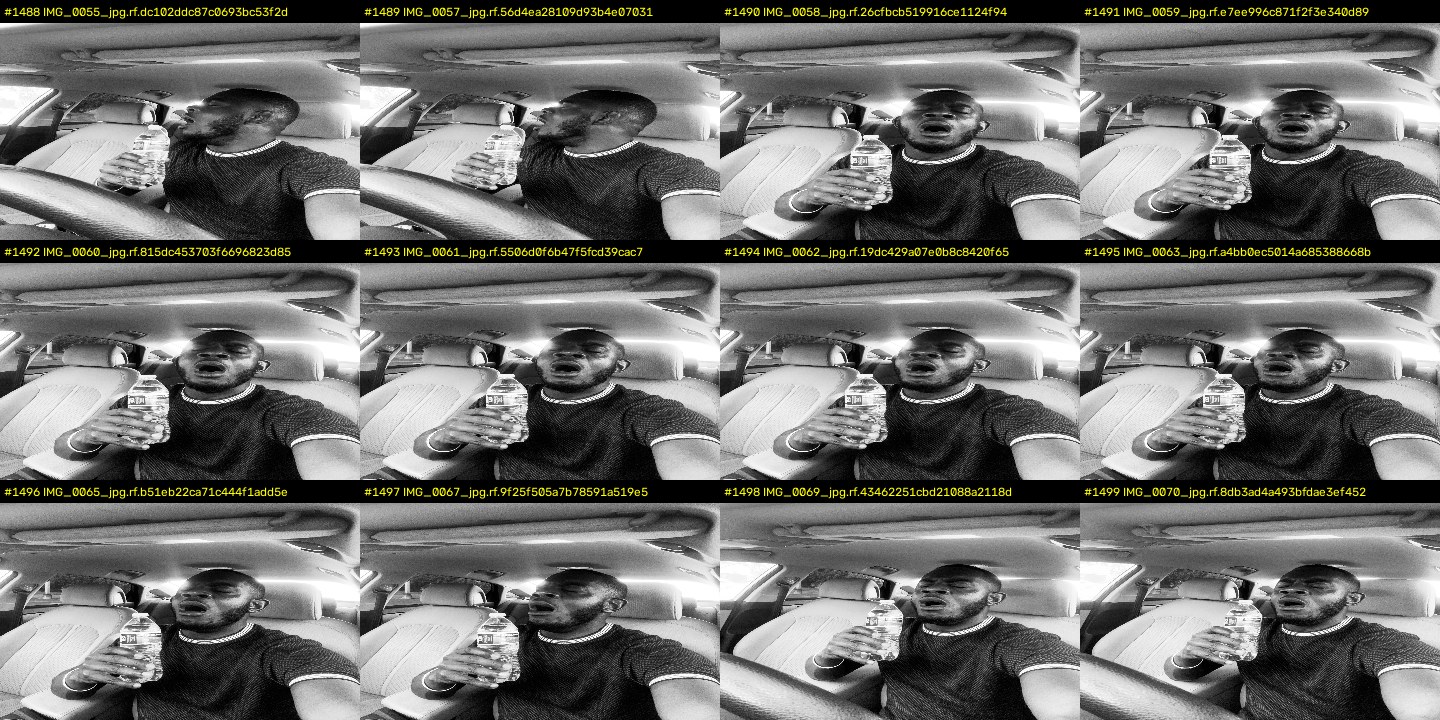 #1488 IMG_0055_jpg.rf.dc102ddc87c0693bc53f2d
#1489 IMG_0057_jpg.rf.56d4ea28109d93b4e07031
#1490 IMG_0058_jpg.rf.26cfbcb519916ce1124f94
#1491 IMG_0059_jpg.rf.e7ee996c871f2f3e340d89
#1492 IMG_0060_jpg.rf.815dc453703f6696823d85
#1493 IMG_0061_jpg.rf.5506d0f6b47f5fcd39cac7
#1494 IMG_0062_jpg.rf.19dc429a07e0b8c8420f65
#1495 IMG_0063_jpg.rf.a4bb0ec5014a685388668b
#1496 IMG_0065_jpg.rf.b51eb22ca71c444f1add5e
#1497 IMG_0067_jpg.rf.9f25f505a7b78591a519e5
#1498 IMG_0069_jpg.rf.43462251cbd21088a2118d
#1499 IMG_0070_jpg.rf.8db3ad4a493bfdae3ef452